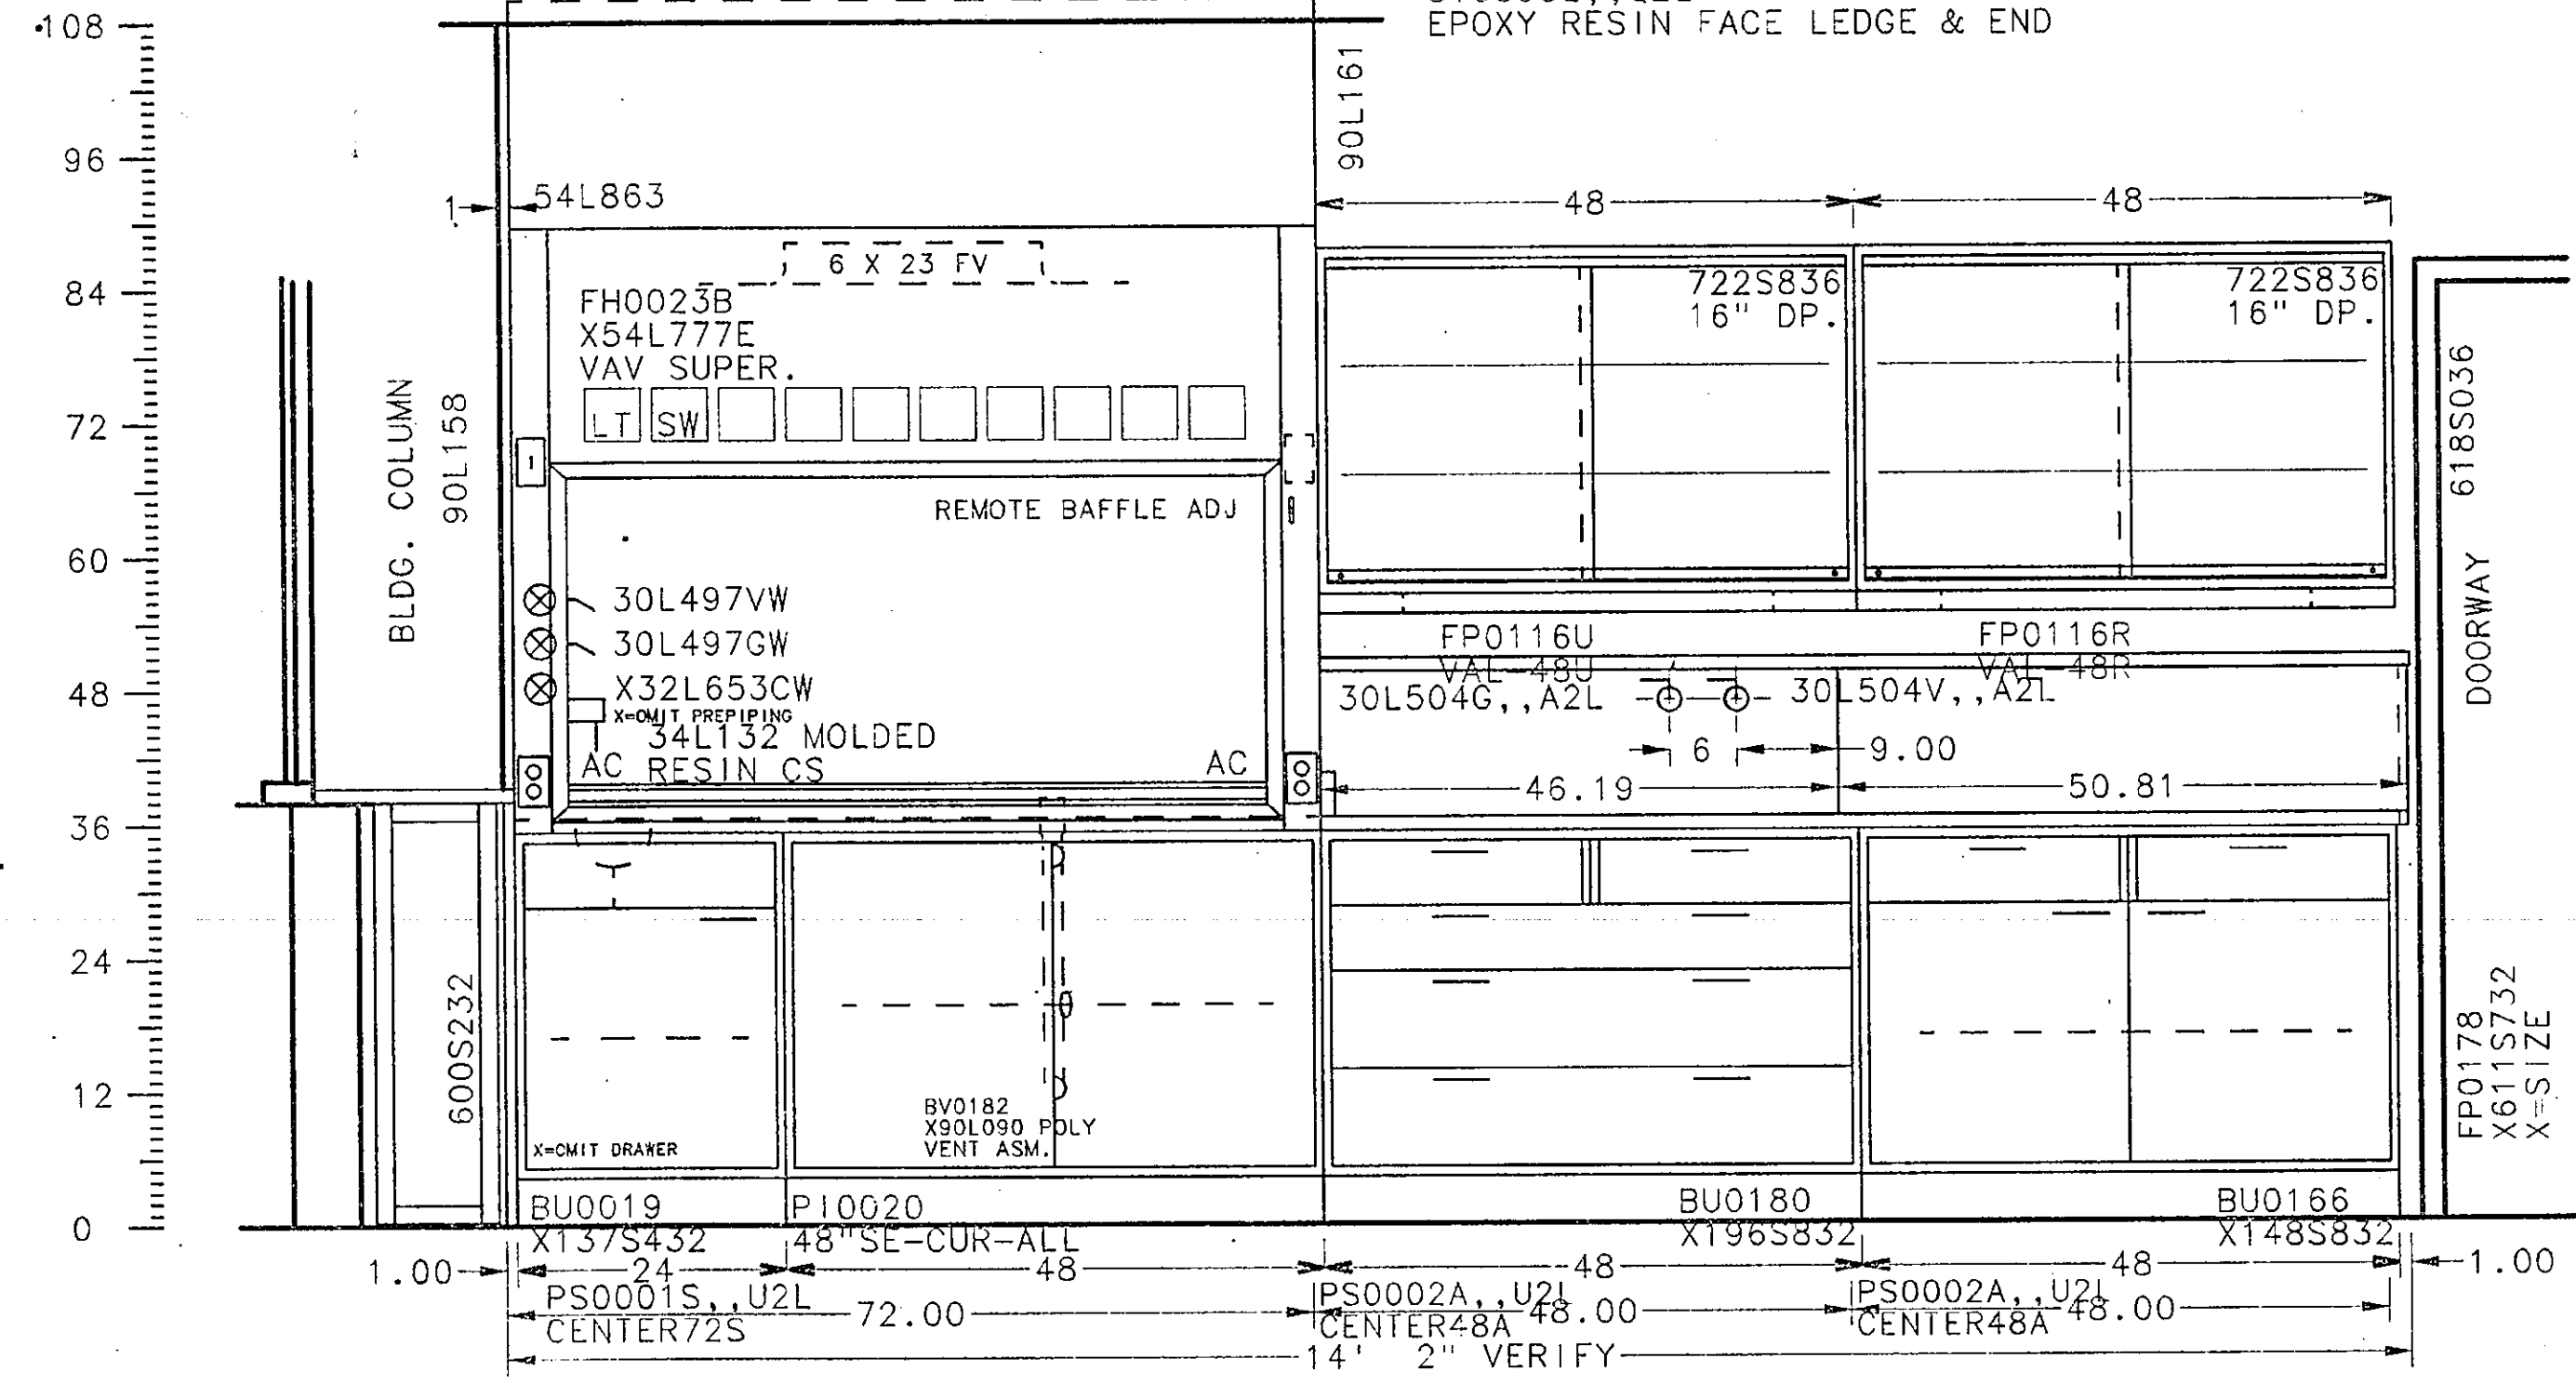 108
96
84
72
60
48
36
24
12
0
EPOXY RESIN FACE LEDGE & END
90L161
1
54L863
48
48
6 X 23 FV
FH0023B
X54L777E
VAV SUPER.
LT
SW
722S836
16" DP.
722S836
16" DP.
BLDG. COLUMN
90L158
1
REMOTE BAFFLE ADJ
30L497VW
30L497GW
X32L653CW
X=OMIT PREPIPING
34L132 MOLDED
RESIN CS
AC
AC
FP0116U
VAL 48U
FP0116R
VAL 48R
30L504G,,A2L
30L504V,,A2L
6
9.00
46.19
50.81
618S036
DOORWAY
600S232
X=OMIT DRAWER
BV0182
X90L090 POLY
VENT ASM.
FP0178
X611S732
X=SIZE
BU0019
X137S432
PI0020
48"SE-CUR-ALL
BU0180
X196S832
BU0166
X148S832
1.00
24
48
48
48
1.00
PS0001S,,U2L
CENTER72S
72.00
PS0002A,,U2L
CENTER48A
48.00
PS0002A,,U2L
CENTER48A
48.00
14' 2" VERIFY